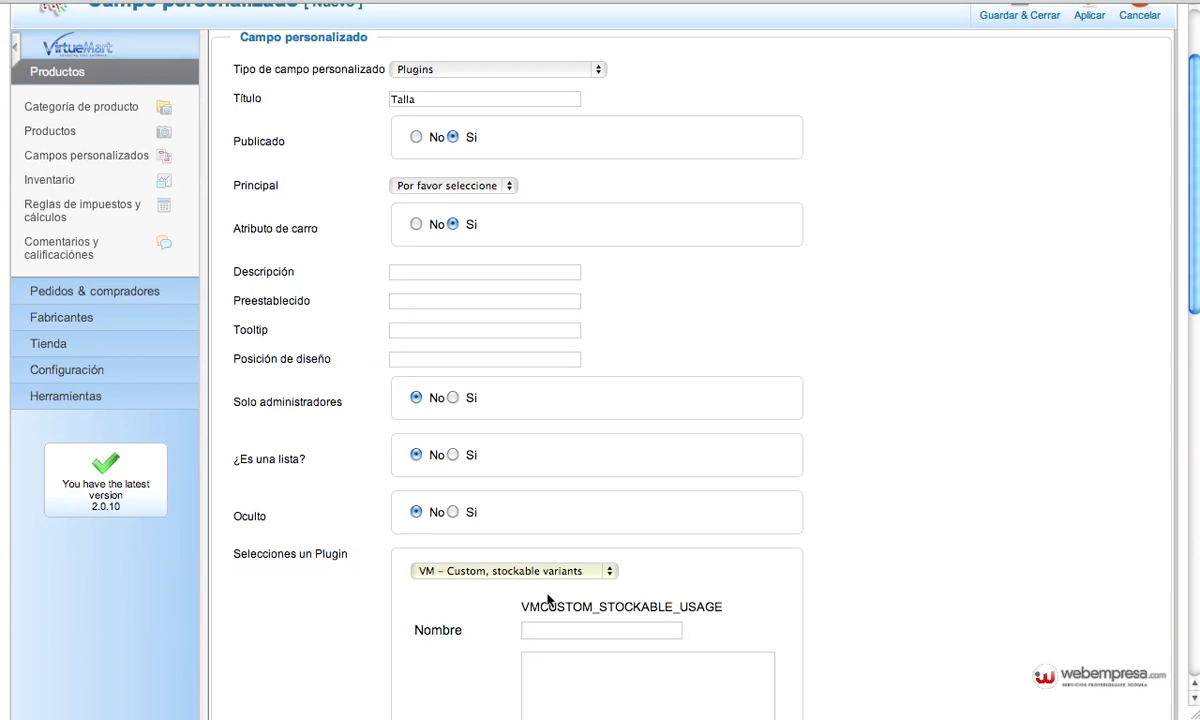 Campo personalizado [ Nuevo ]
Guardar & Cerrar Aplicar Cancelar
VirtueMart
Productos
Categoría de producto
Productos
Campos personalizados
Inventario
Reglas de impuestos y
cálculos
Comentarios y
calificaciónes
Pedidos & compradores
Fabricantes
Tienda
Configuración
Herramientas
You have the latest
version
2.0.10
Campo personalizado
Tipo de campo personalizado Plugins
Título Talla
Publicado No Si
Principal Por favor seleccione
Atributo de carro No Si
Descripción
Preestablecido
Tooltip
Posición de diseño
Solo administradores No Si
¿Es una lista? No Si
Oculto No Si
Selecciones un Plugin
VM - Custom, stockable variants
VMCUSTOM_STOCKABLE_USAGE
Nombre
webempresa.com
SERVICIOS PROFESIONALES JOOMLA